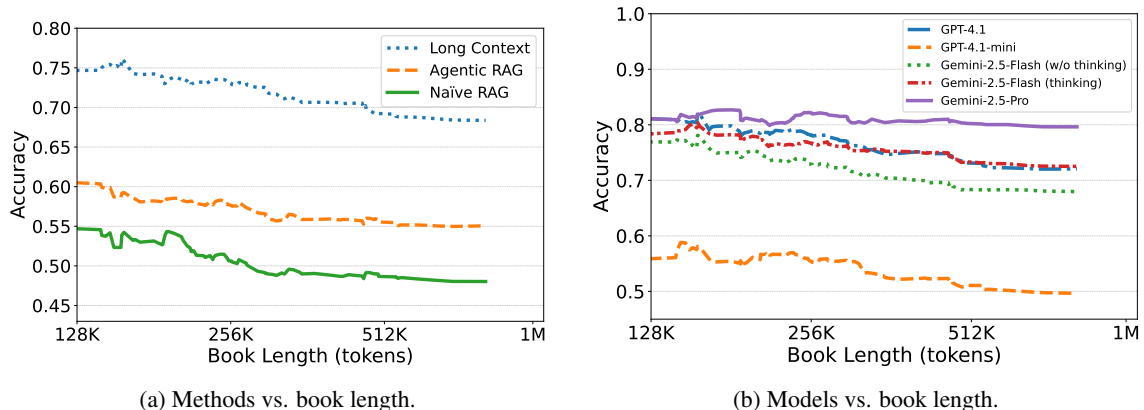 0.80
0.75
0.70
0.65
0.60
0.55
0.50
0.45
Accuracy
Long Context
Agentic RAG
Naïve RAG
128K
256K
512K
1M
Book Length (tokens)
(a) Methods vs. book length.
1.0
0.9
0.8
0.7
0.6
0.5
Accuracy
GPT-4.1
GPT-4.1-mini
Gemini-2.5-Flash (w/o thinking)
Gemini-2.5-Flash (thinking)
Gemini-2.5-Pro
128K
256K
512K
1M
Book Length (tokens)
(b) Models vs. book length.